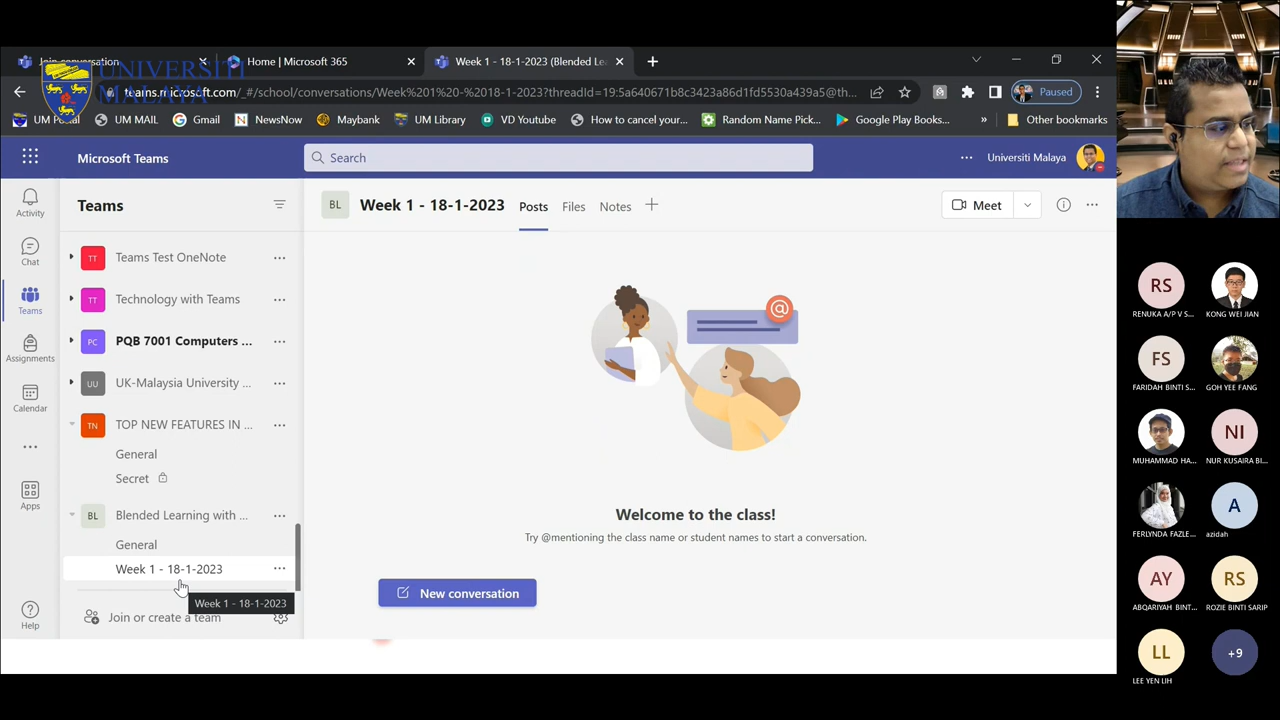 Join conversation
Home | Microsoft 365
Week 1 - 18-1-2023 (Blended Lea
UNIVERSITI
MALAYA
teams.microsoft.com/_#/school/conversations/Week%201%20-%2018-1-2023?threadId=19:5a640671b8c3423a86d1fd5530a439a5@th...
Paused
UM Portal
UM MAIL
Gmail
NewsNow
Maybank
UM Library
VD Youtube
How to cancel your...
Random Name Pick...
Google Play Books...
»
Other bookmarks
Microsoft Teams
Search
Universiti Malaya
Activity
Chat
Teams
Assignments
Calendar
Apps
Help
Teams
TT Teams Test OneNote
TT Technology with Teams
PC PQB 7001 Computers ...
UU UK-Malaysia University ...
TN TOP NEW FEATURES IN ...
General
Secret
BL Blended Learning with ...
General
Week 1 - 18-1-2023
Week 1 - 18-1-2023
Join or create a team
BL Week 1 - 18-1-2023
Posts
Files
Notes
Meet
@
Welcome to the class!
Try @mentioning the class name or student names to start a conversation.
New conversation
RS
RENUKA A/P V S...
KONG WEI JIAN
FS
FARIDAH BINTI S...
GOH YEE FANG
MUHAMMAD HA...
NI
NUR KUSAIRA BI...
FERLYNDA FAZLE...
A
azidah
AY
ABQARIYAH BINT...
RS
ROZIE BINTI SARIP
LL
LEE YEN LIH
+9